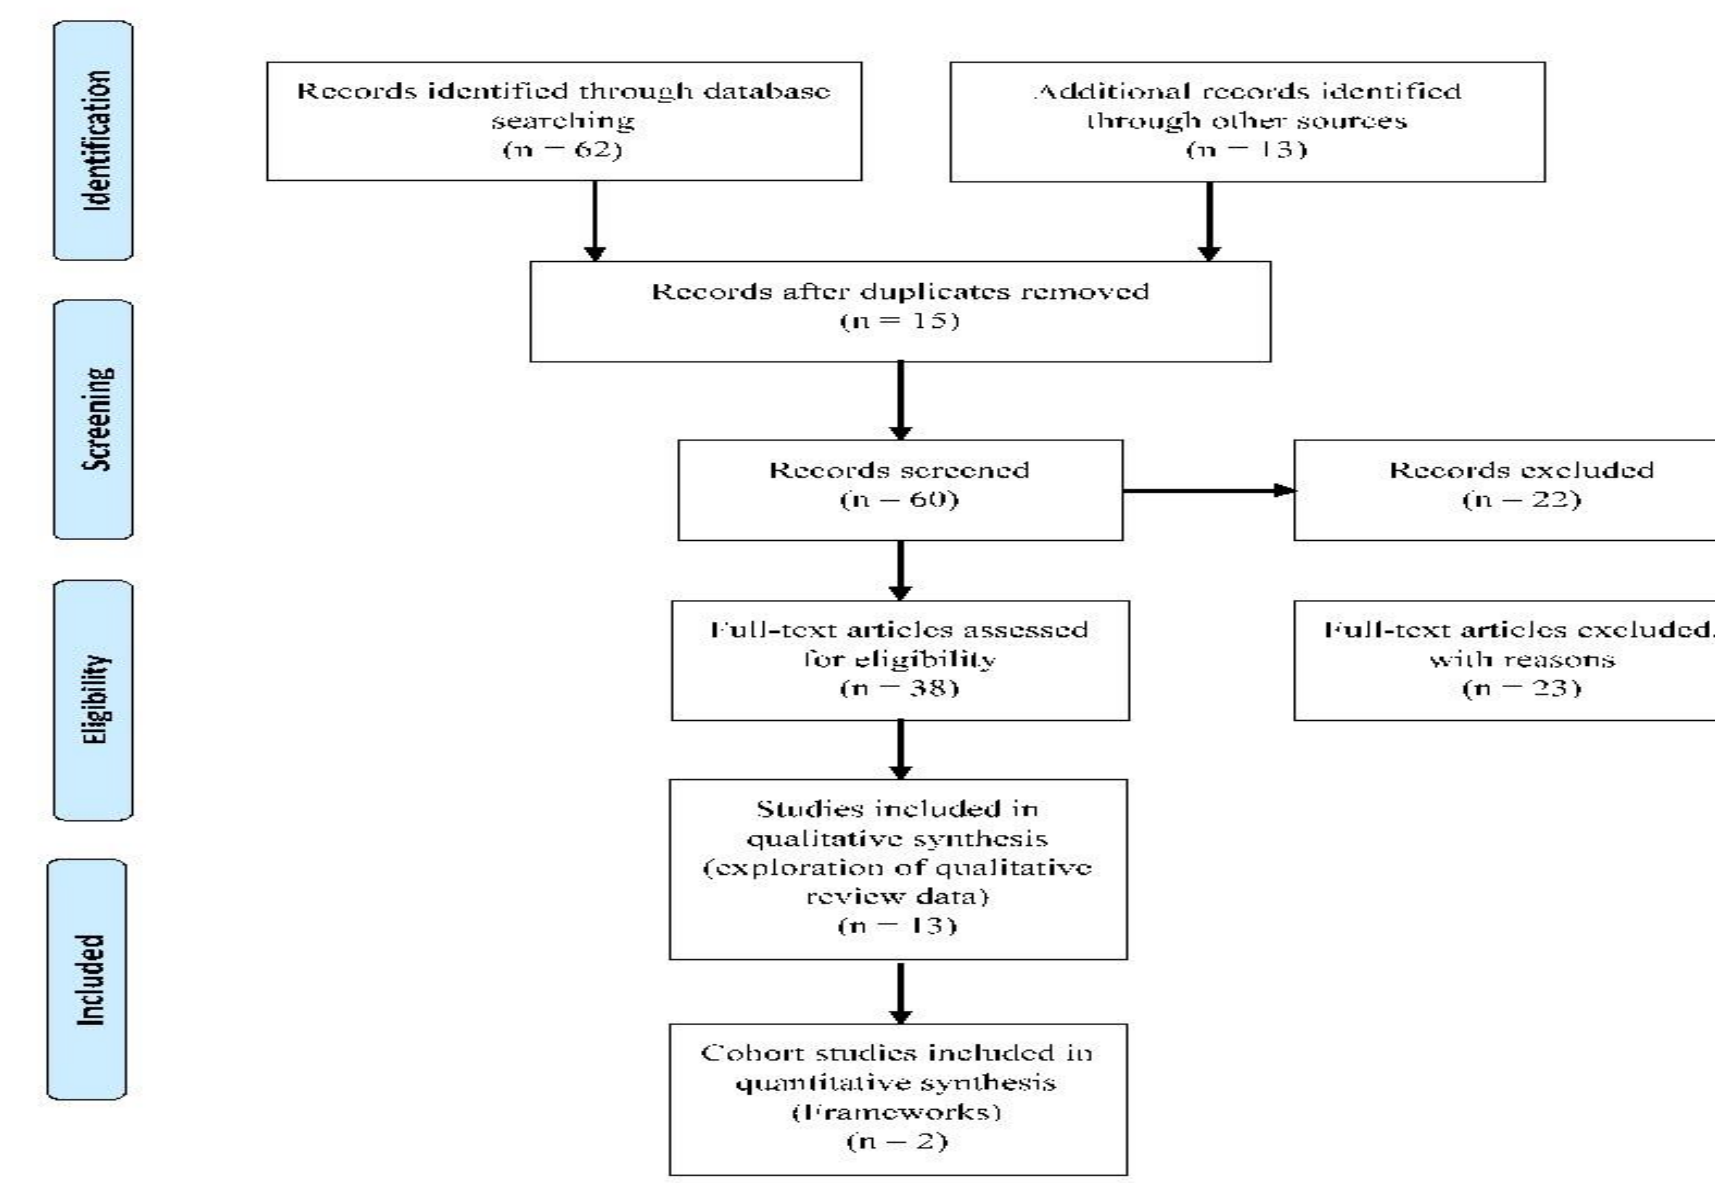 Identification
Records identified through database
searching
(n = 62)
Additional records identified
through other sources
(n = 13)
Records after duplicates removed
(n = 15)
Screening
Records screened
(n = 60)
Records excluded
(n = 22)
Eligibility
Full-text articles assessed
for eligibility
(n = 38)
Full-text articles excluded,
with reasons
(n = 23)
Studies included in
qualitative synthesis
(exploration of qualitative
review data)
(n = 13)
Included
Cohort studies included in
quantitative synthesis
(Frameworks)
(n = 2)